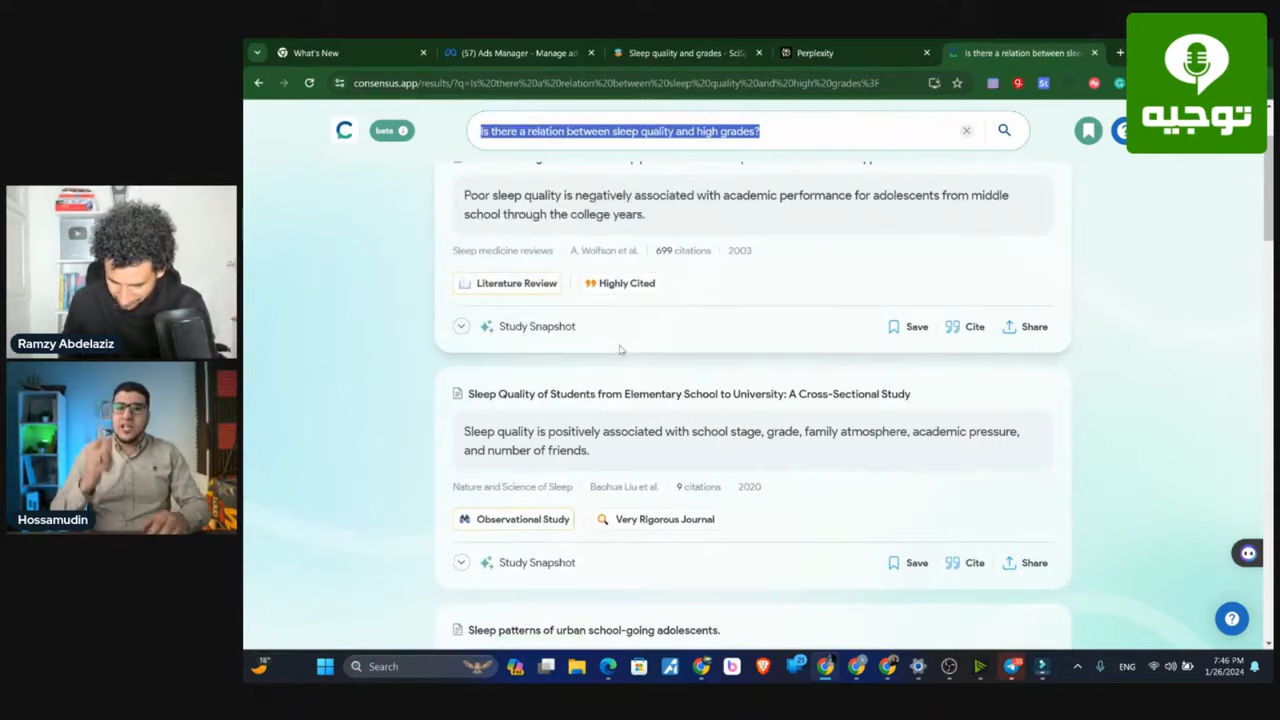 What's New
(57) Ads Manager - Manage ad
Sleep quality and grades - SciS
Perplexity
Is there a relation between slee
consensus.app/results/?q=Is%20there%20a%20relation%20between%20sleep%20quality%20and%20high%20grades%3F
توجيه
beta
Is there a relation between sleep quality and high grades?
Poor sleep quality is negatively associated with academic performance for adolescents from middle
school through the college years.
Sleep medicine reviews A. Wolfson et al. 699 citations 2003
Literature Review
Highly Cited
Study Snapshot
Save
Cite
Share
Ramzy Abdelaziz
Sleep Quality of Students from Elementary School to University: A Cross-Sectional Study
Sleep quality is positively associated with school stage, grade, family atmosphere, academic pressure,
and number of friends.
Nature and Science of Sleep Baohua Liu et al. 9 citations 2020
Observational Study
Very Rigorous Journal
Hossamudin
Study Snapshot
Save
Cite
Share
Sleep patterns of urban school-going adolescents.
18°
Search
ENG
7:46 PM
1/26/2024